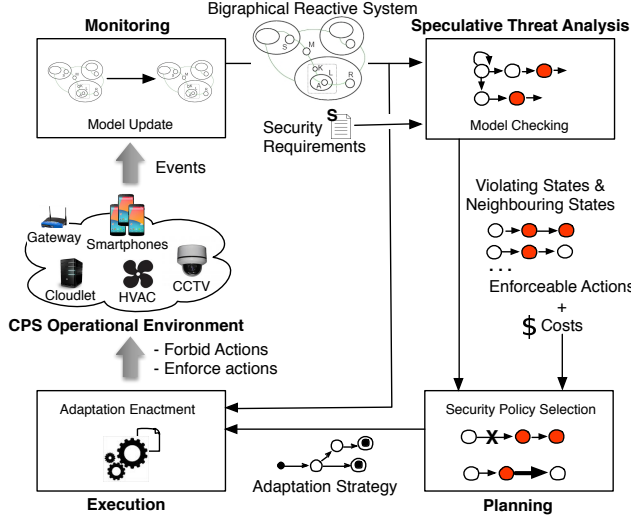 Bigraphical Reactive System
Monitoring
Speculative Threat Analysis
S
M
K
L
A
R
Model Update
S
Security
Requirements
Model Checking
Events
Violating States &
Neighbouring States
Gateway
Smartphones
Cloudlet
HVAC
CCTV
. . .
Enforceable Actions
+
$ Costs
CPS Operational Environment
- Forbid Actions
- Enforce actions
Adaptation Enactment
Security Policy Selection
X
Adaptation Strategy
Execution
Planning